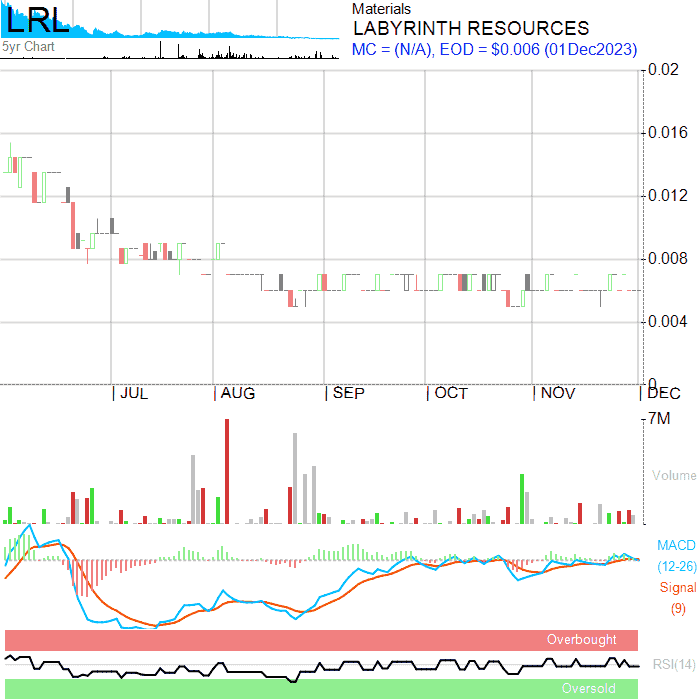 LRL
5yr Chart
Materials
LABYRINTH RESOURCES
MC = (N/A), EOD = $0.006 (01Dec2023)
0.02
0.016
0.012
0.008
0.004
0
JUL
AUG
SEP
OCT
NOV
DEC
7M
Volume
MACD
(12-26)
Signal
(9)
Overbought
RSI(14)
Oversold